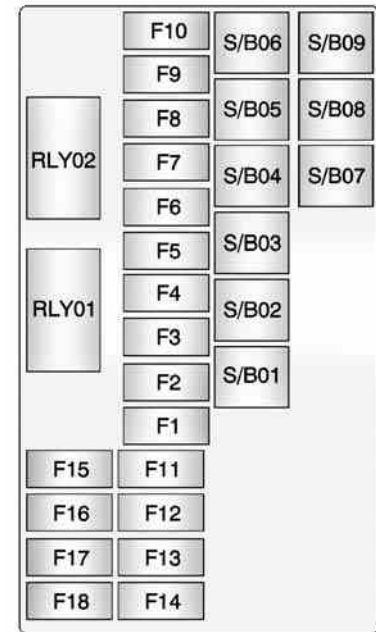 F10 S/B06 S/B09
F9
F8 S/B05 S/B08
RLY02 F7 S/B04 S/B07
F6
F5 S/B03
F4
RLY01 S/B02
F3
F2 S/B01
F1
F15 F11
F16 F12
F17 F13
F18 F14